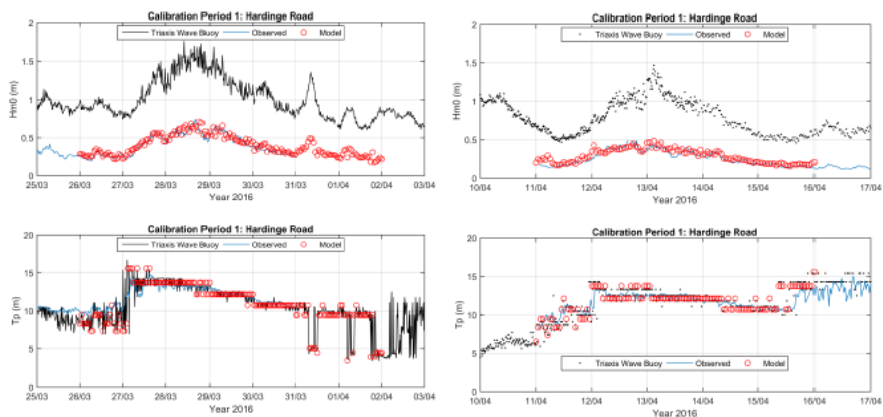 Calibration Period 1: Hardinge Road
Triaxis Wave Buoy Observed Model
Hm0 (m)
2
1.5
1
0.5
0
25/03 26/03 27/03 28/03 29/03 30/03 31/03 01/04 02/04 03/04
Year 2016
Calibration Period 1: Hardinge Road
Triaxis Wave Bluoy Observed Model
Hm0 (m)
2
1.5
1
0.5
0
10/04 11/04 12/04 13/04 14/04 15/04 16/04 17/04
Year 2016
Calibration Period 1: Hardinge Road
Triaxis Wave Buoy Observed Model
Tp (m)
20
15
10
5
0
25/03 26/03 27/03 28/03 29/03 30/03 31/03 01/04 02/04 03/04
Year 2016
Calibration Period 1: Hardinge Road
Tp (m)
20
15
10
5
0
Triaxis Wave Buoy Observed Model
10/04 11/04 12/04 13/04 14/04 15/04 16/04 17/04
Year 2016